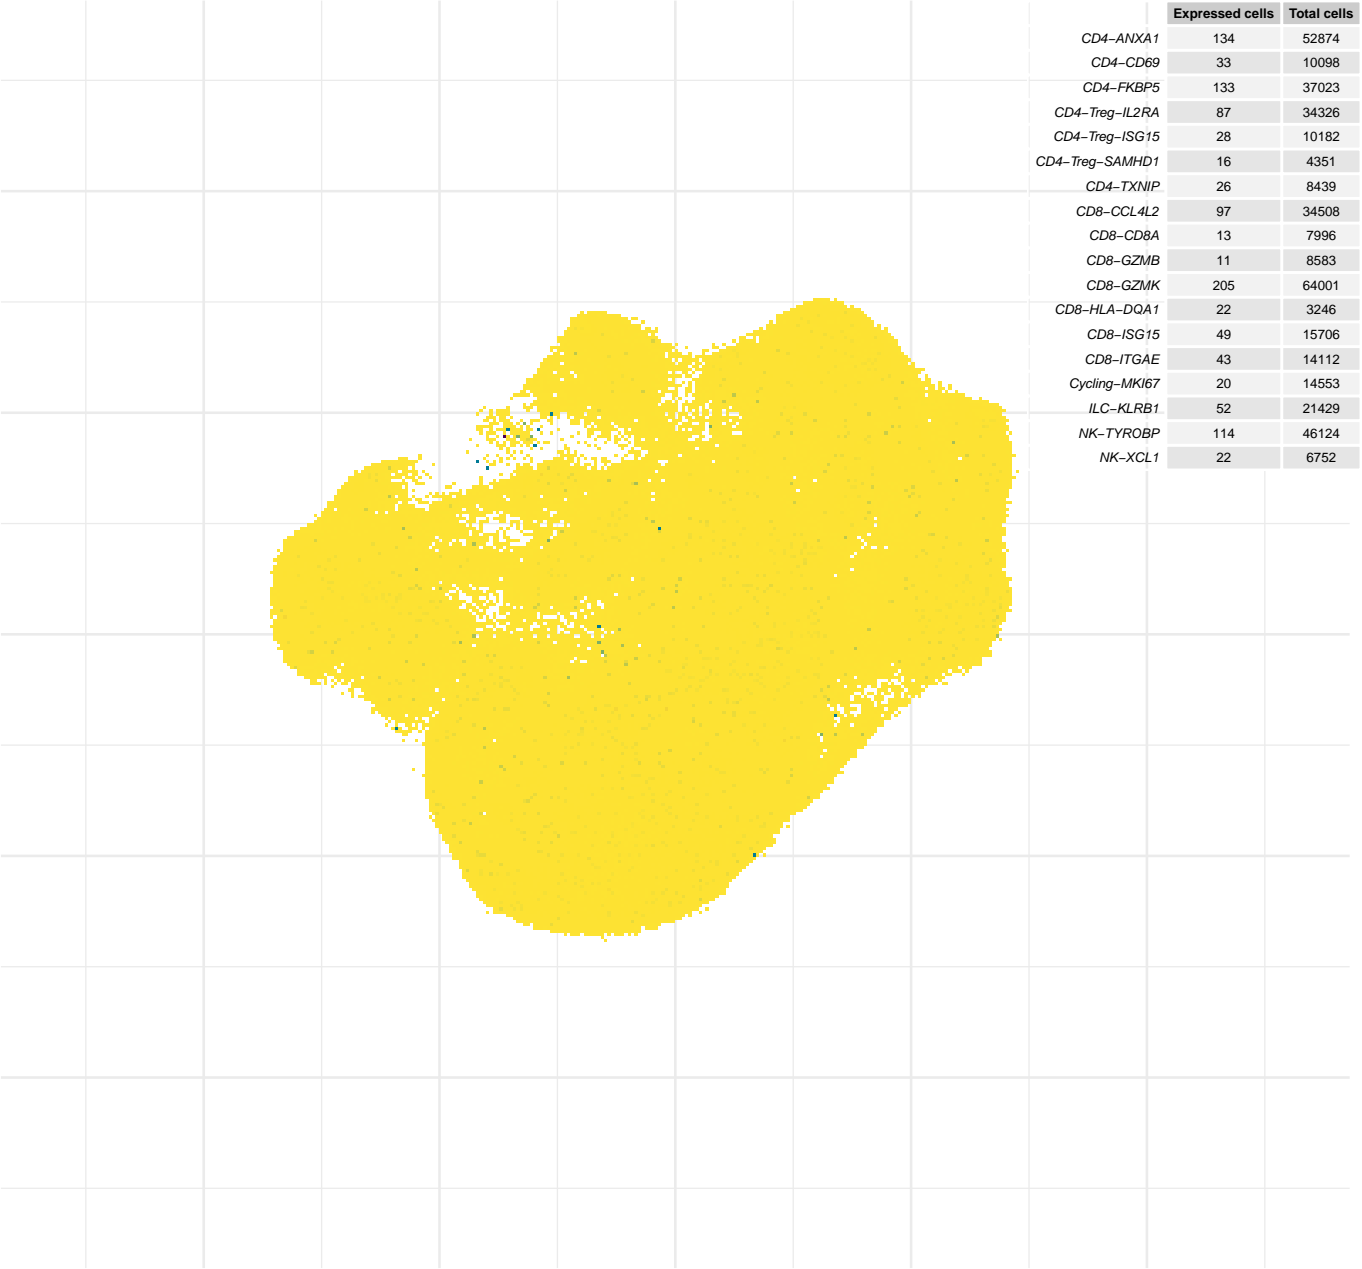 Expressed cells Total cells
CD4−ANXA1 134 52874
CD4−CD69 33 10098
CD4−FKBP5 133 37023
CD4−Treg−IL2RA 87 34326
CD4−Treg−ISG15 28 10182
CD4−Treg−SAMHD1 16 4351
CD4−TXNIP 26 8439
CD8−CCL4L2 97 34508
CD8−CD8A 13 7996
CD8−GZMB 11 8583
CD8−GZMK 205 64001
CD8−HLA−DQA1 22 3246
CD8−ISG15 49 15706
CD8−ITGAE 43 14112
Cycling−MKI67 20 14553
ILC−KLRB1 52 21429
NK−TYROBP 114 46124
NK−XCL1 22 6752